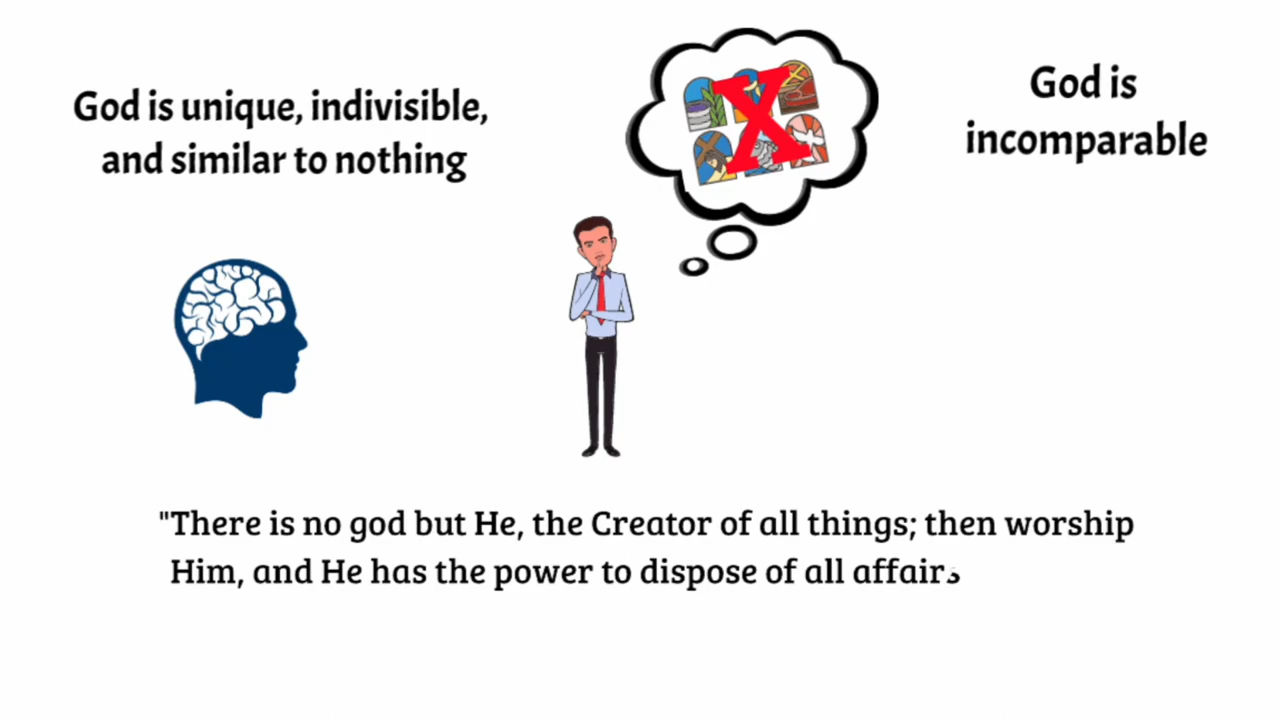 God is unique, indivisible,
and similar to nothing
X
God is
incomparable
"There is no god but He, the Creator of all things; then worship
Him, and He has the power to dispose of all affairs